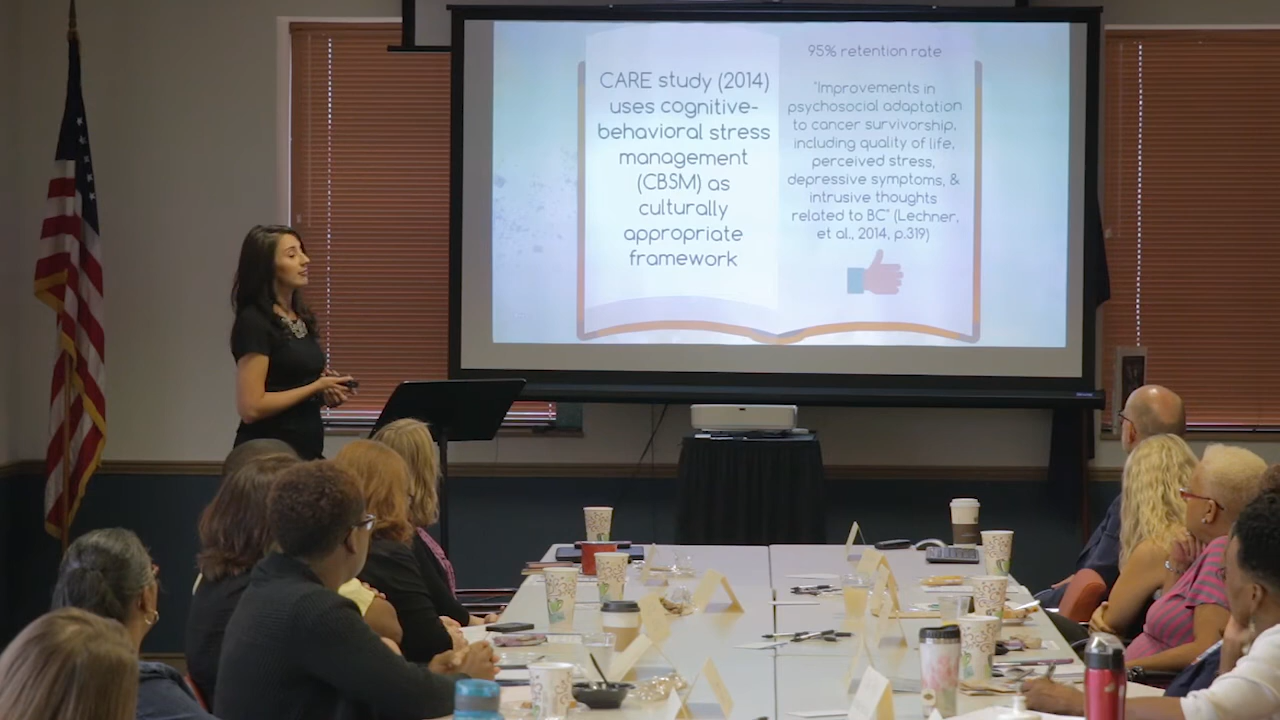 CARE study (2014)
uses cognitive-
behavioral stress
management
(CBSM) as
culturally
appropriate
framework
95% retention rate
"Improvements in
psychosocial adaptation
to cancer survivorship,
including quality of life,
perceived stress,
depressive symptoms, &
intrusive thoughts
related to BC" (Lechner,
et al., 2014, p.319)